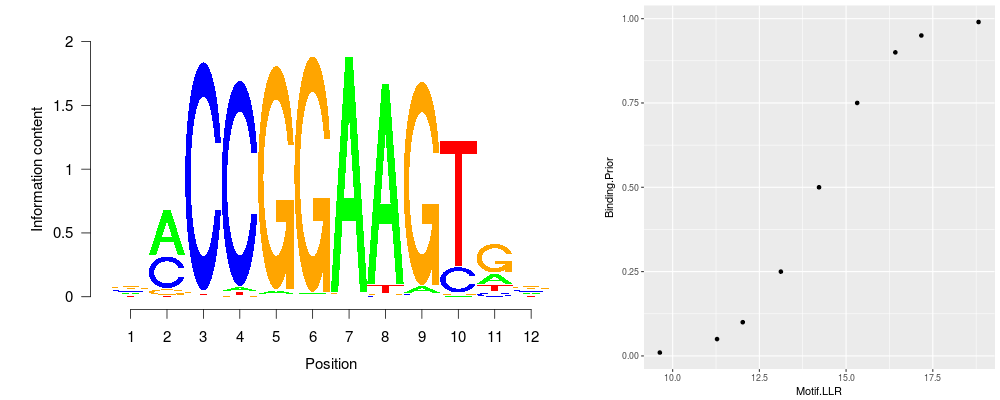 2
1.5
1
0.5
0
Information content
A
C
C
C
G
G
A
A
G
T
C
G
A
1 2 3 4 5 6 7 8 9 10 11 12
Position
1.00
0.75
0.50
0.25
0.00
Binding.Prior
10.0 12.5 15.0 17.5
Motif.LLR